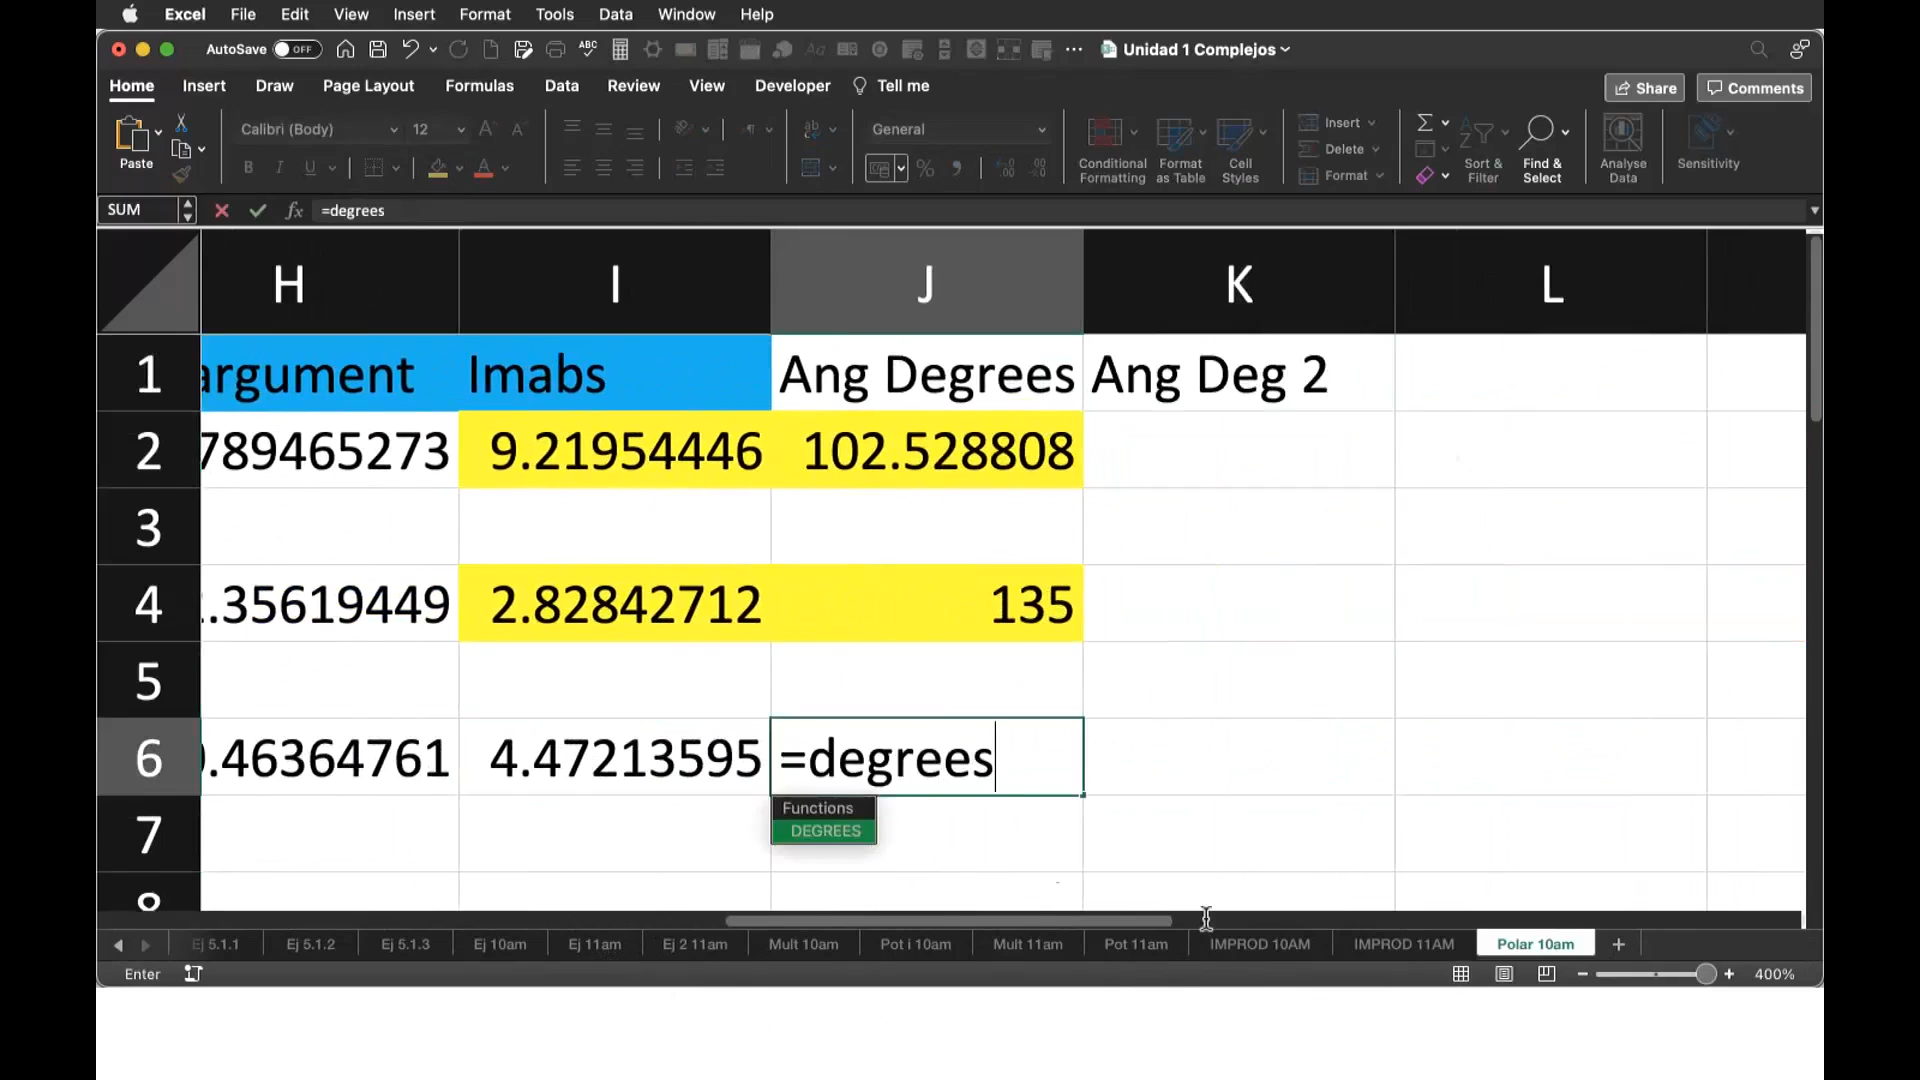 Excel File Edit View Insert Format Tools Data Window Help
AutoSave OFF ABC Unidad 1 Complejos
Home Insert Draw Page Layout Formulas Data Review View Developer Tell me Share Comments
Paste
Calibri (Body) 12
B I U
General
Conditional Formatting
Format as Table
Cell Styles
Insert
Delete
Format
Sort & Filter
Find & Select
Analyse Data
Sensitivity
SUM fx =degrees
H I J K L
1 argument Imabs Ang Degrees Ang Deg 2
2 789465273 9.21954446 102.528808
3
4 .35619449 2.82842712 135
5
6 .46364761 4.47213595 =degrees
Functions
DEGREES
7
8
Ej 5.1.1 Ej 5.1.2 Ej 5.1.3 Ej 10am Ej 11am Ej 2 11am Mult 10am Pot i 10am Mult 11am Pot 11am IMPROD 10AM IMPROD 11AM Polar 10am
Enter 400%